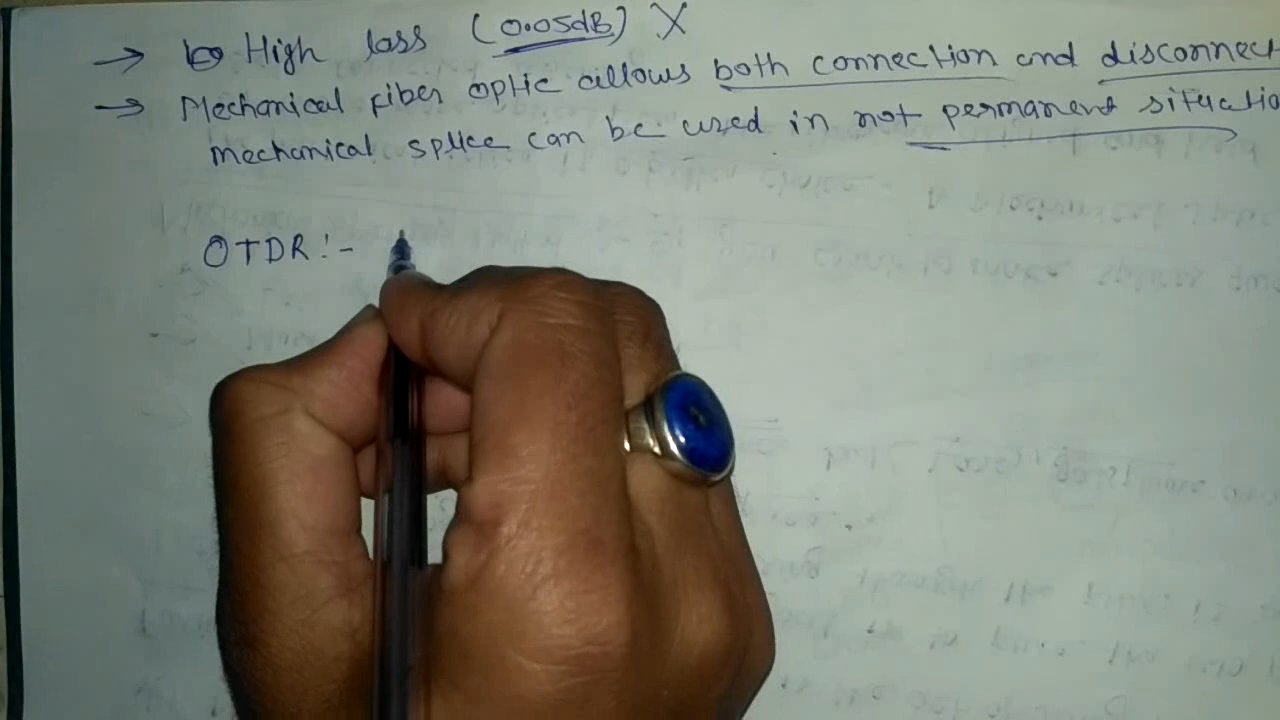 → High loss (0.05dB) X
→ Mechanical fiber optic allows both connection and disconnect
mechanical splice can be used in not permanent situatio
OTDR:-